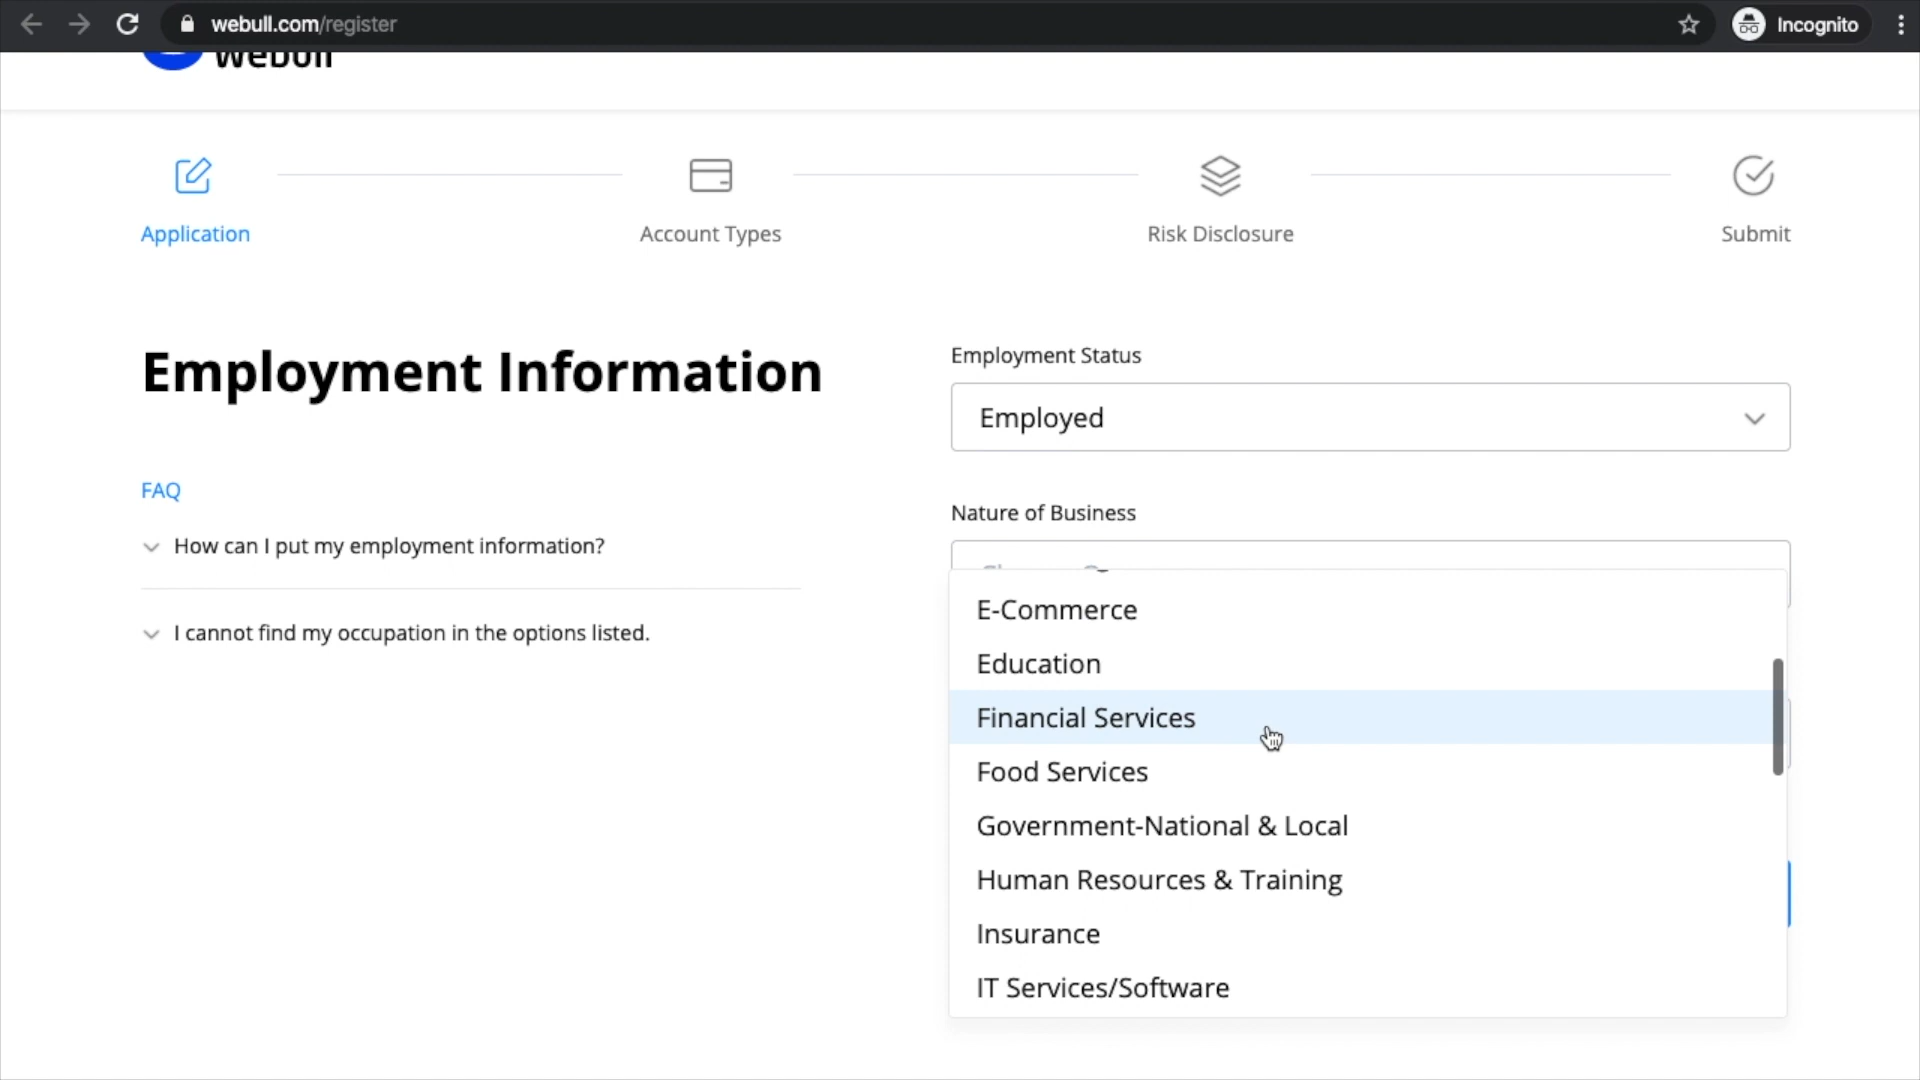 webull.com/register
Incognito
Webull
Application
Account Types
Risk Disclosure
Submit
Employment Information
Employment Status
Employed
FAQ
Nature of Business
How can I put my employment information?
I cannot find my occupation in the options listed.
E-Commerce
Education
Financial Services
Food Services
Government-National & Local
Human Resources & Training
Insurance
IT Services/Software